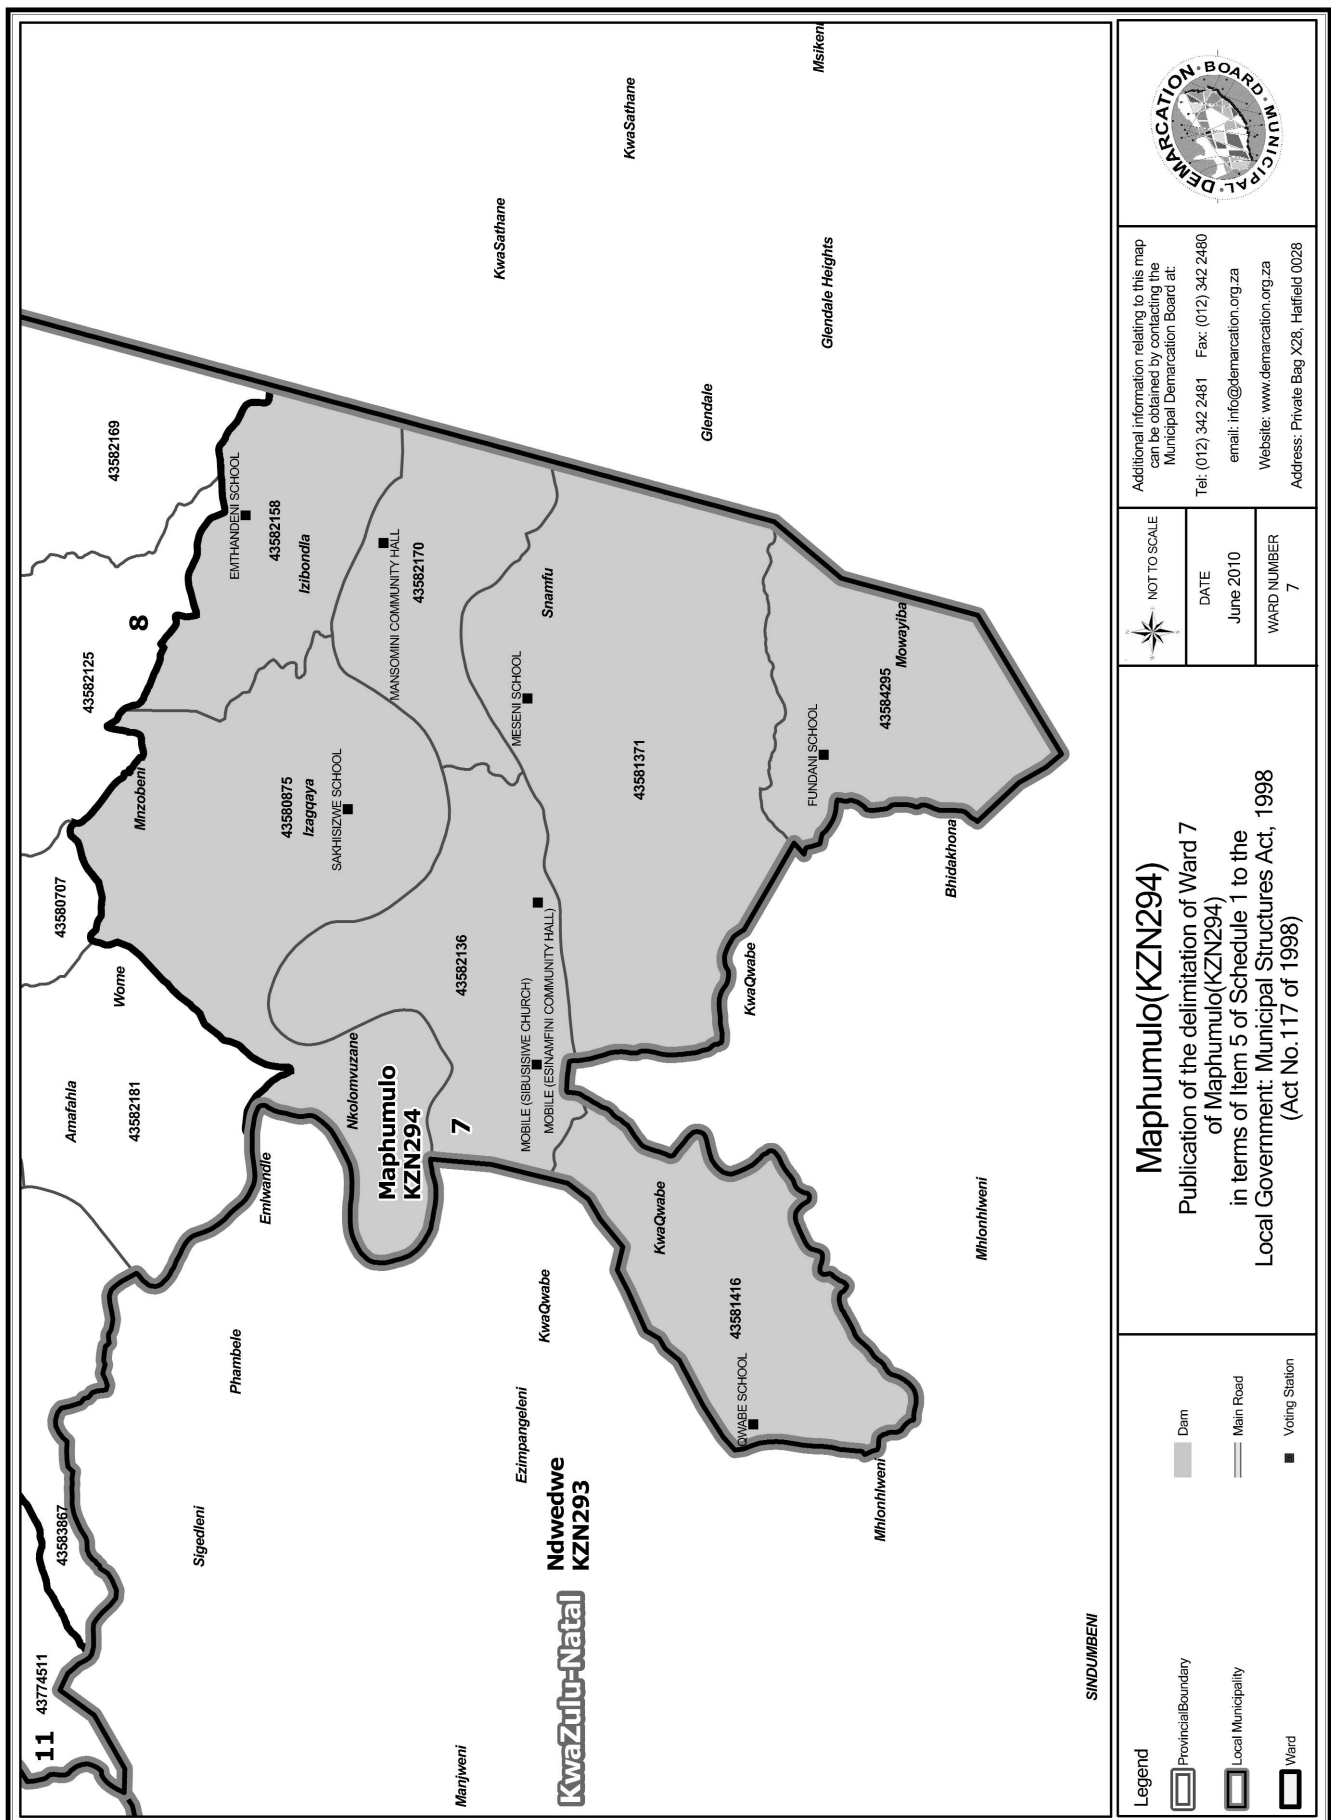 11
43774511
43583867
Amafahla
43582181
Wome
43580707
Mnzobeni
43582125
8
43582169
Sigedleni
Phambele
Emlwandle
EMTHANDENI SCHOOL
43582158
Izibondla
43580875
Izagqaya
SAKHISIZWE SCHOOL
Nkolomvuzane
Maphumulo
KZN294
7
MANSOMINI COMMUNITY HALL
43582170
43582136
Manjweni
KwaZulu-Natal
Ndwedwe
KZN293
Ezimpangeleni
KwaQwabe
MOBILE (SIBUSISIWE CHURCH)
MOBILE (ESINAMFINI COMMUNITY HALL)
MESENI SCHOOL
Snamfu
KwaSathane
KwaSathane
43581371
KwaQwabe
43581416
QWABE SCHOOL
KwaQwabe
Glendale
Glendale Heights
Msikeni
FUNDANI SCHOOL
43584295
Mowayiba
Mhlonhlweni
Bhidakhona
Mhlonhlweni
SINDUMBENI
Legend
ProvincialBoundary
Local Municipality
Ward
Dam
Main Road
Voting Station
Maphumulo(KZN294)
Publication of the delimitation of Ward 7
of Maphumulo(KZN294)
in terms of Item 5 of Schedule 1 to the
Local Government: Municipal Structures Act, 1998
(Act No.117 of 1998)
N
W
S
NOT TO SCALE
DATE
June 2010
WARD NUMBER
7
Additional information relating to this map
can be obtained by contacting the
Municipal Demarcation Board at:
Tel: (012) 342 2481 Fax: (012) 342 2480
email: info@demarcation.org.za
Website: www.demarcation.org.za
Address: Private Bag X28, Hatfield 0028
MUNICIPAL • DEMARCATION • BOARD •